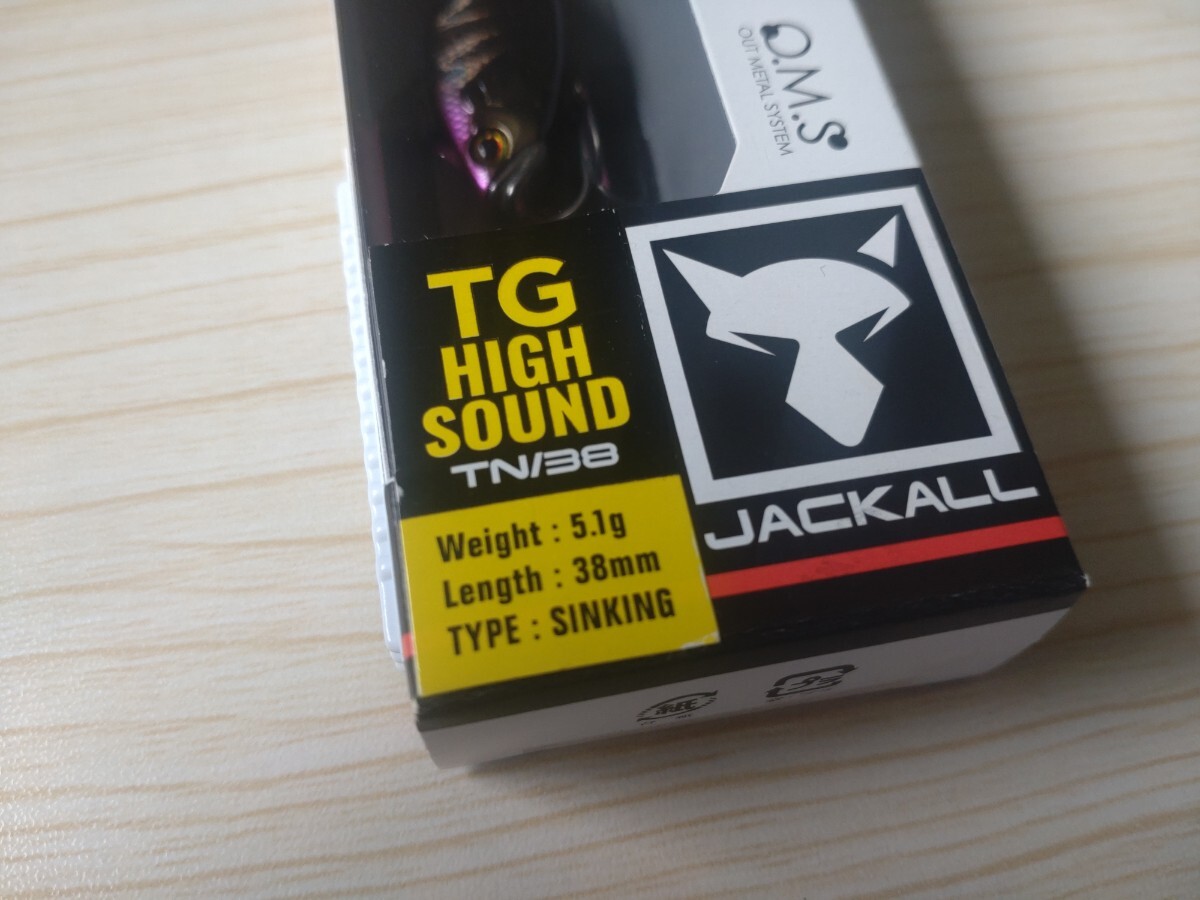 O.M.S
OUT METAL SYSTEM
TG
HIGH
SOUND
TN/38
JACKALL
Weight : 5.1g
Length : 38mm
TYPE : SINKING